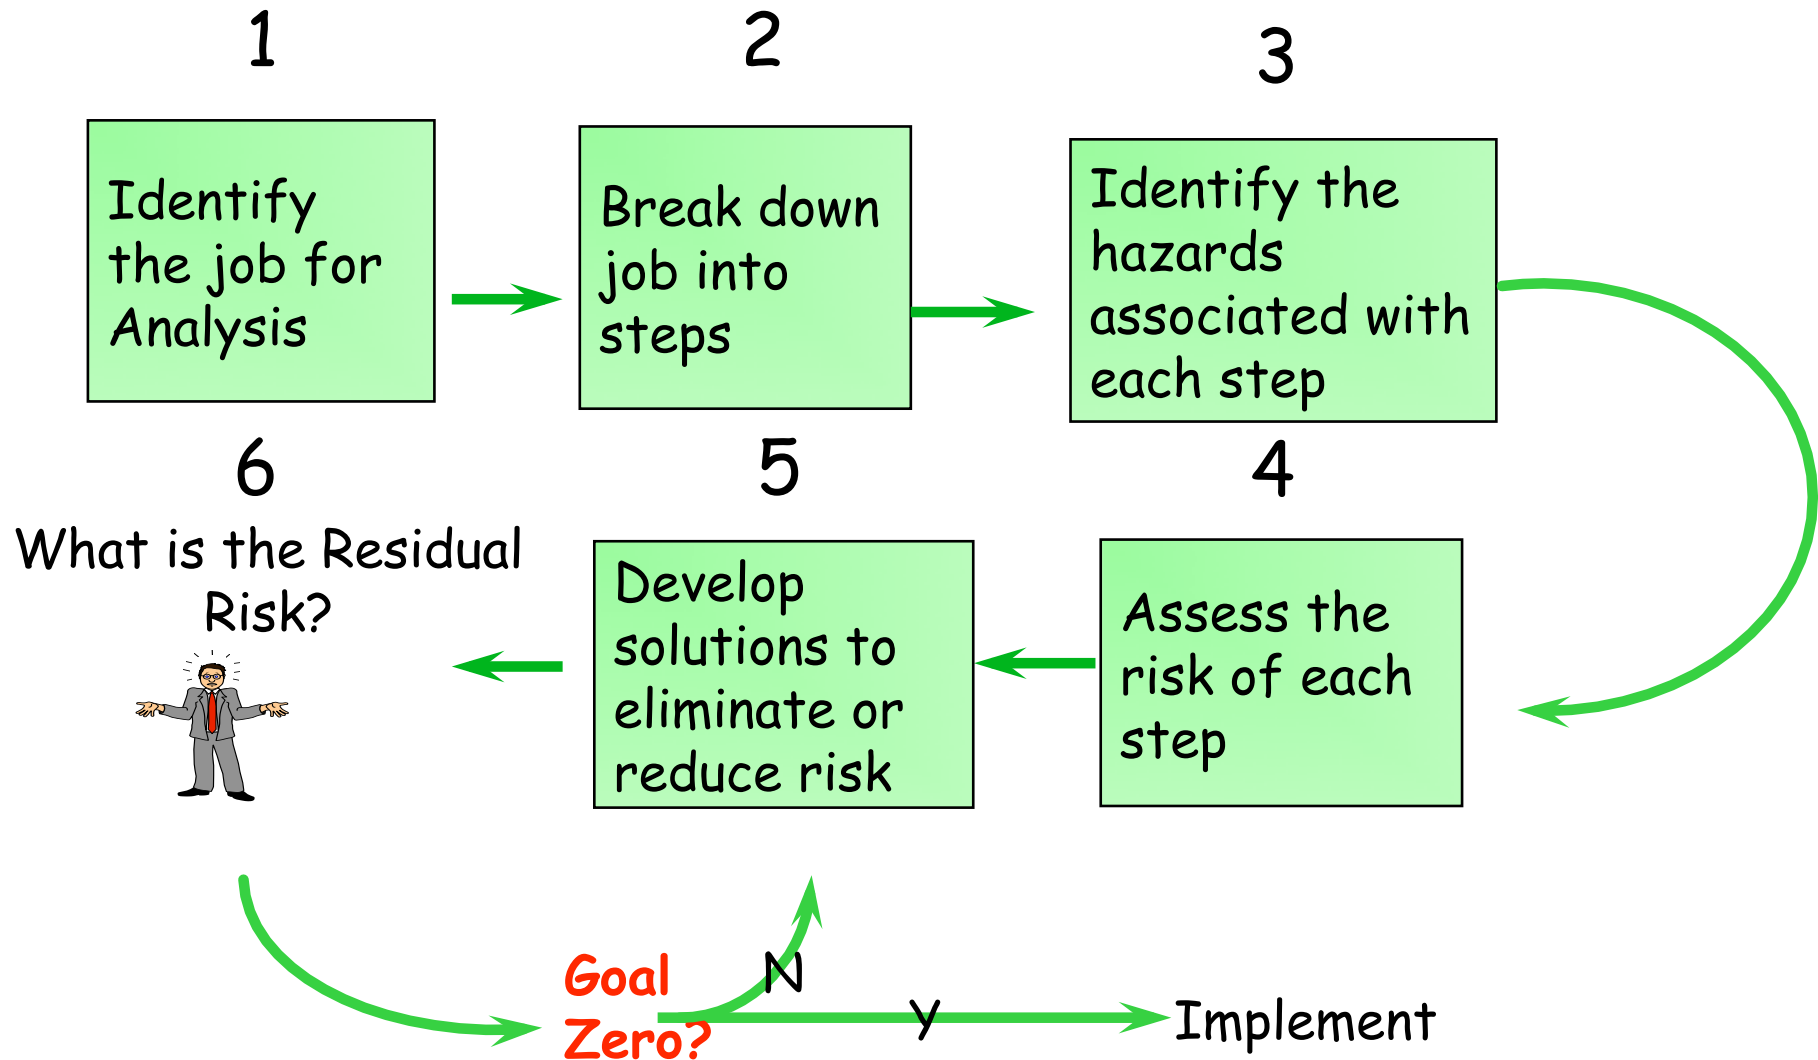 1
Identify
the job for
Analysis
2
Break down
job into
steps
3
Identify the
hazards
associated with
each step
4
Assess the
risk of each
step
5
Develop
solutions to
eliminate or
reduce risk
6
What is the Residual
Risk?
Goal
Zero?
N
Y
Implement